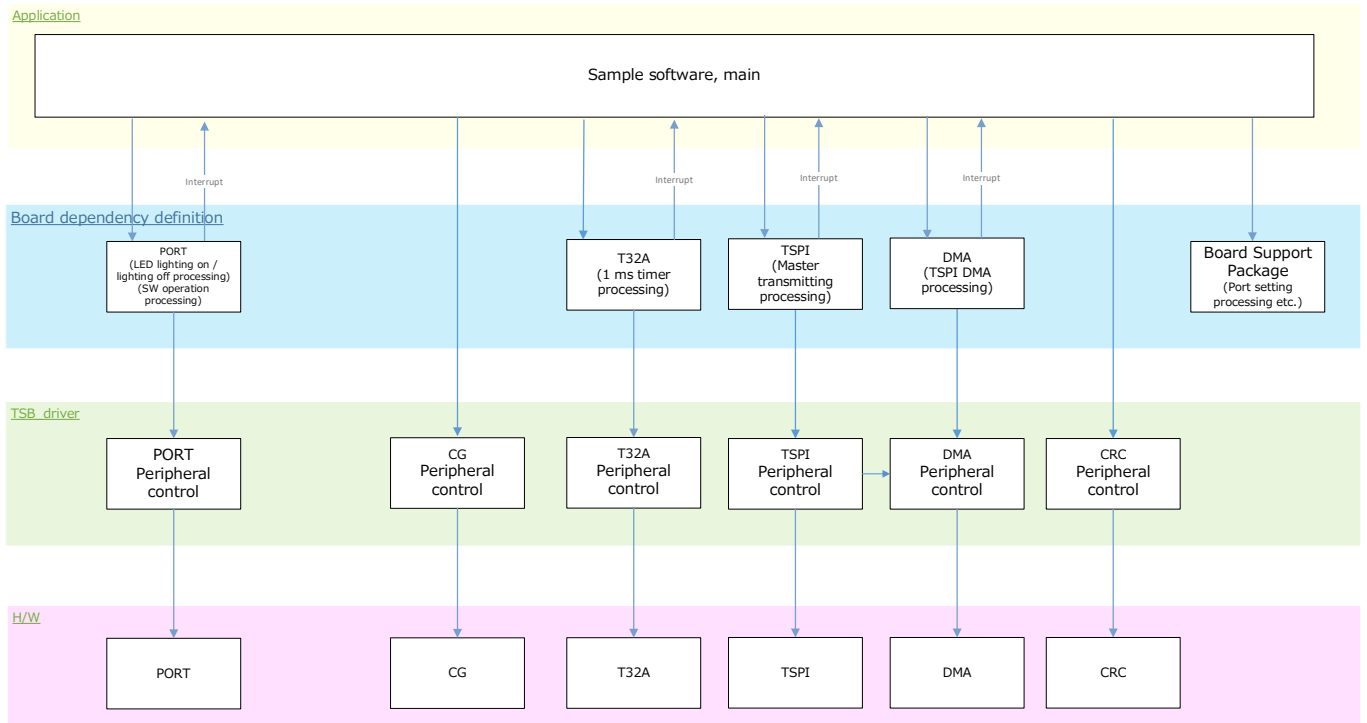 Application
Sample software, main
Interrupt
Interrupt
Interrupt
Interrupt
Board dependency definition
PORT
(LED lighting on /
lighting off processing)
(SW operation
processing)
T32A
(1 ms timer
processing)
TSPI
(Master
transmitting
processing)
DMA
(TSPI DMA
processing)
Board Support
Package
(Port setting
processing etc.)
TSB driver
PORT
Peripheral
control
CG
Peripheral
control
T32A
Peripheral
control
TSPI
Peripheral
control
DMA
Peripheral
control
CRC
Peripheral
control
H/W
PORT
CG
T32A
TSPI
DMA
CRC